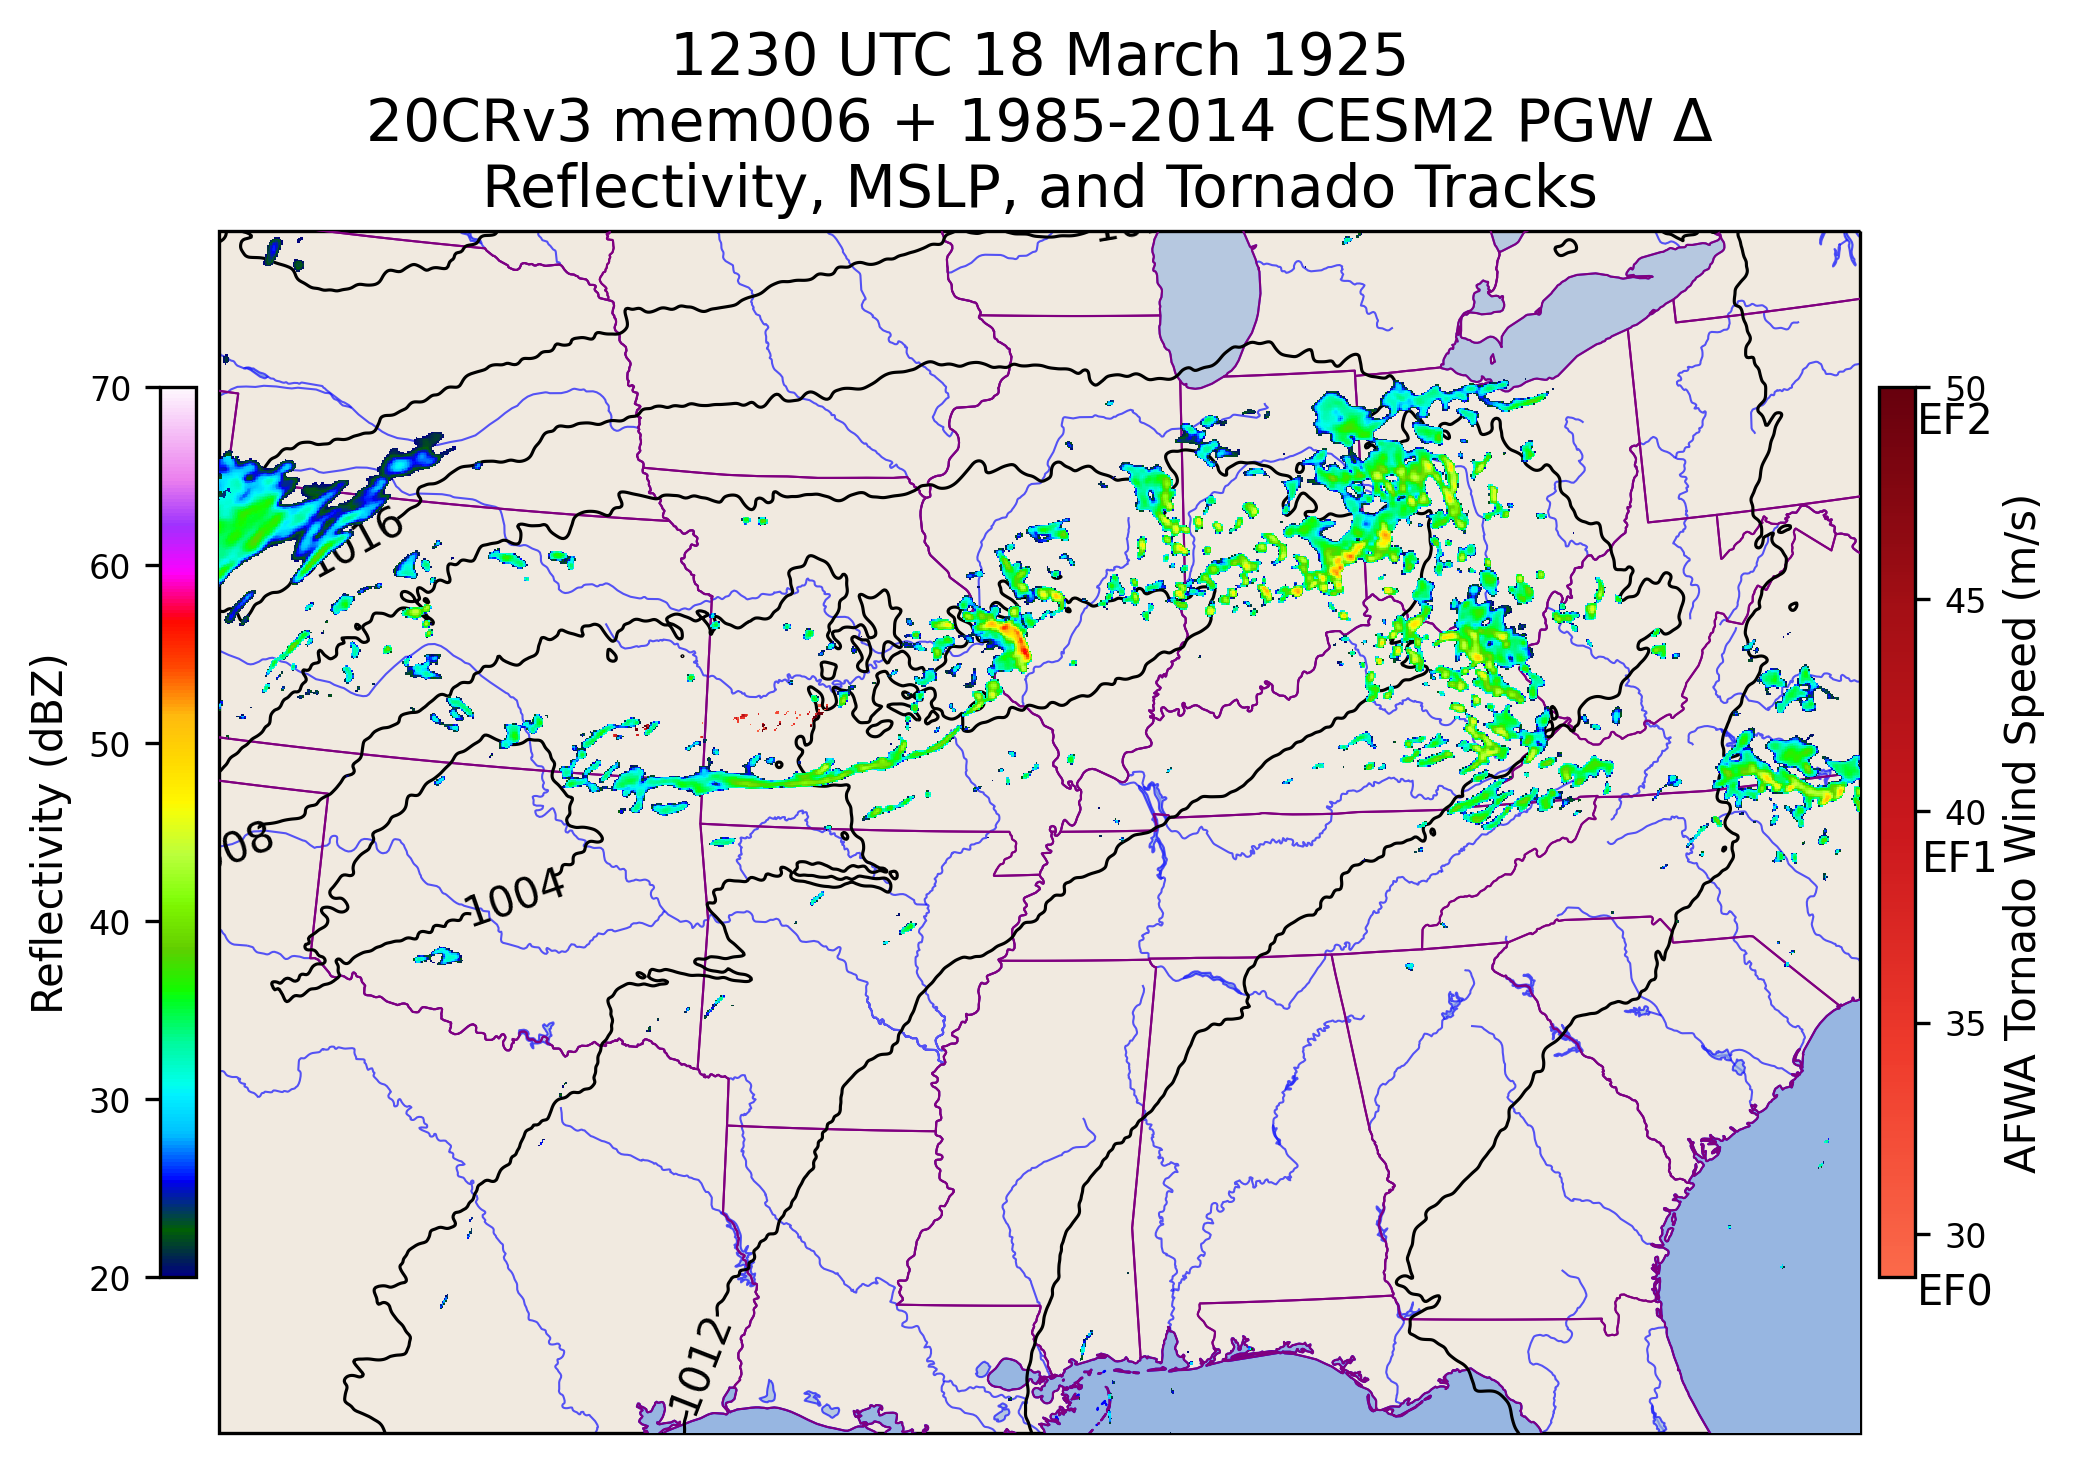 1230 UTC 18 March 1925
20CRv3 mem006 + 1985-2014 CESM2 PGW Δ
Reflectivity, MSLP, and Tornado Tracks
70
60
50
40
30
20
Reflectivity (dBZ)
1016
1004
1012
50
EF2
45
40
EF1
35
30
EF0
AFWA Tornado Wind Speed (m/s)